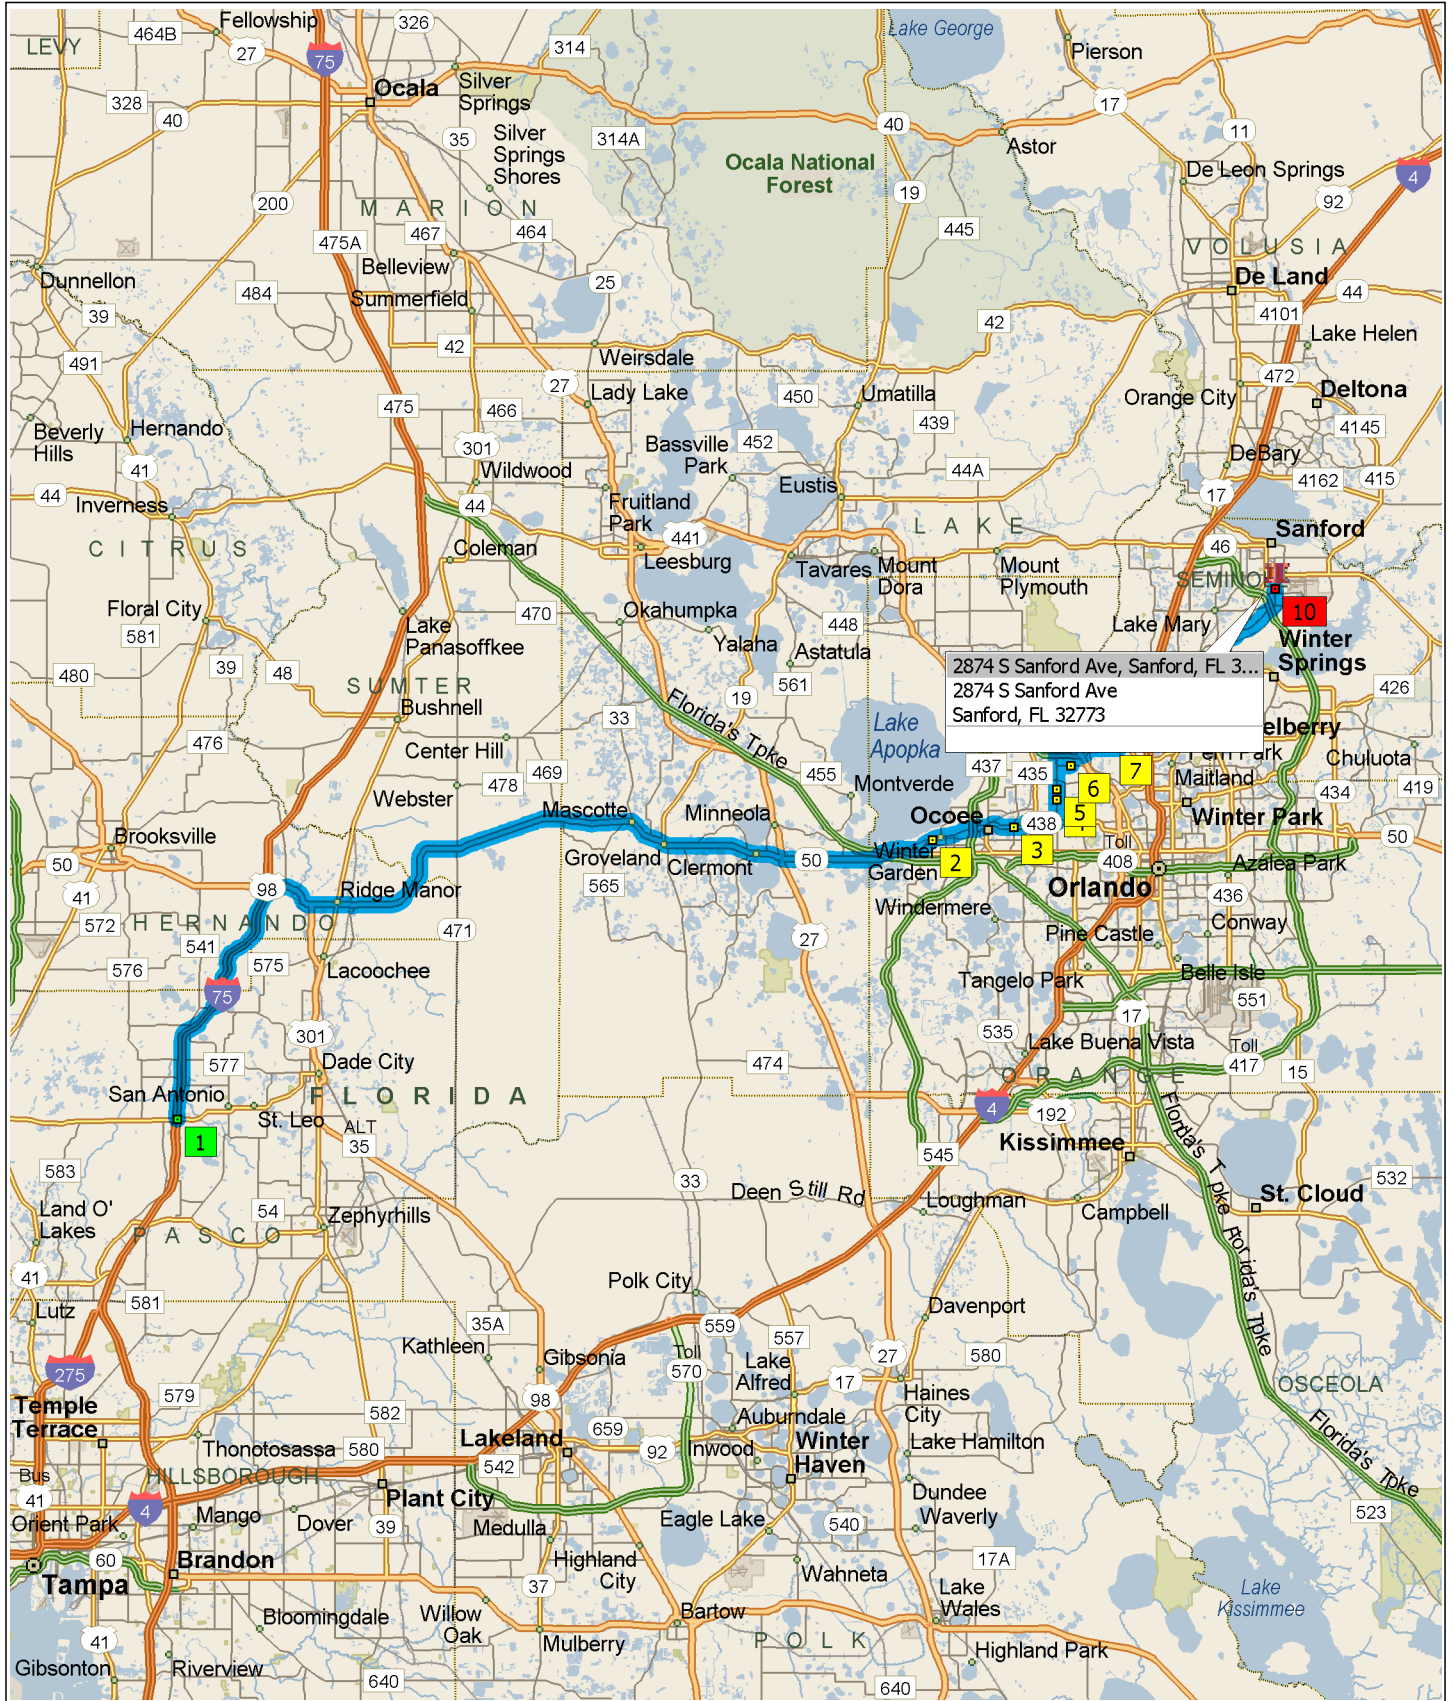 Fellowship
326
Lake George
464B
LEVY
27
75
314
Pierson
Ocala
Silver
Springs
328
40
17
11
35
Silver
Springs
Shores
314A
40
Astor
Ocala National
Forest
De Leon Springs
4
200
MARION
19
92
475A
467
464
445
VOLUSIA
Belleview
Dunnellon
25
De Land
484
Summerfield
44
39
42
4101
Lake Helen
491
42
Weirsdale
27
Lady Lake
450
Umatilla
472
Deltona
475
466
Orange City
Beverly
Hills
Hernando
439
4145
301
Bassville
Park
452
DeBary
41
Wildwood
44A
4162
415
44
Inverness
44
Fruitland
Park
Eustis
17
CITRUS
441
LAKE
Sanford
Coleman
Leesburg
46
Tavares
Mount
Dora
Mount
Plymouth
SEMINO
Floral City
470
Okahumpka
10
581
Lake
Panasoffkee
448
Lake Mary
Winter
Springs
Yalaha
Astatula
39
48
480
561
2874 S Sanford Ave, Sanford, FL 3...
2874 S Sanford Ave
Sanford, FL 32773
SUMTER
Bushnell
19
426
33
Florida's Tpke
Lake
Apopka
elberry
476
Center Hill
Fern Park
Chuluota
469
455
437
435
7
478
Montverde
Maitland
6
434
419
Webster
Mascotte
Minneola
Ocoee
5
Winter Park
438
Brooksville
50
Groveland
Clermont
50
Winter
Garden
2
3
Toll
408
Azalea Park
50
41
98
Ridge Manor
565
Orlando
436
572
HERNANDO
Windermere
Conway
541
471
27
Pine Castle
576
575
Lacoochee
Tangelo Park
Belle Isle
75
551
17
301
535
Lake Buena Vista
577
Dade City
474
Toll
417
15
San Antonio
FLORIDA
ORANGE
St. Leo
4
192
1
ALT
35
Kissimmee
545
Florida's Tpke
583
33
Deen Still Rd
532
St. Cloud
Land O'
Lakes
54
Loughman
Zephyrhills
Campbell
PASCO
Florida's Tpke
41
Polk City
581
Lutz
Davenport
35A
559
557
Kathleen
Gibsonia
Toll
570
27
580
275
Lake
Alfred
17
579
98
Haines
City
OSCEOLA
Temple
Terrace
582
659
Auburndale
Florida's Tpke
Thonotosassa
580
Lakeland
92
Inwood
Winter
Haven
Lake Hamilton
Bus
41
HILLSBOROUGH
542
4
Plant City
Dundee
523
Orient Park
Mango
Dover
39
Medulla
Eagle Lake
540
Waverly
60
Brandon
Highland
City
17A
Tampa
37
Wahneta
Lake
Wales
Lake
Kissimmee
Bloomingdale
Willow
Oak
Bartow
41
Mulberry
POLK
Gibsonton
Riverview
Highland Park
640
640